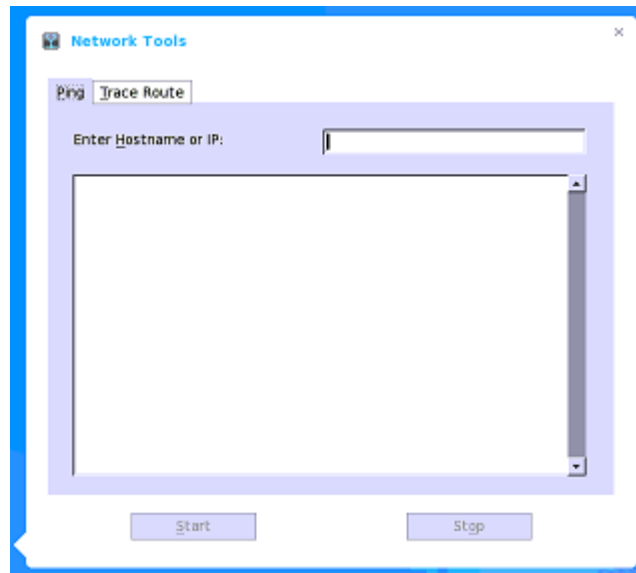 Network Tools
Ping Trace Route
Enter Hostname or IP:
Start Stop